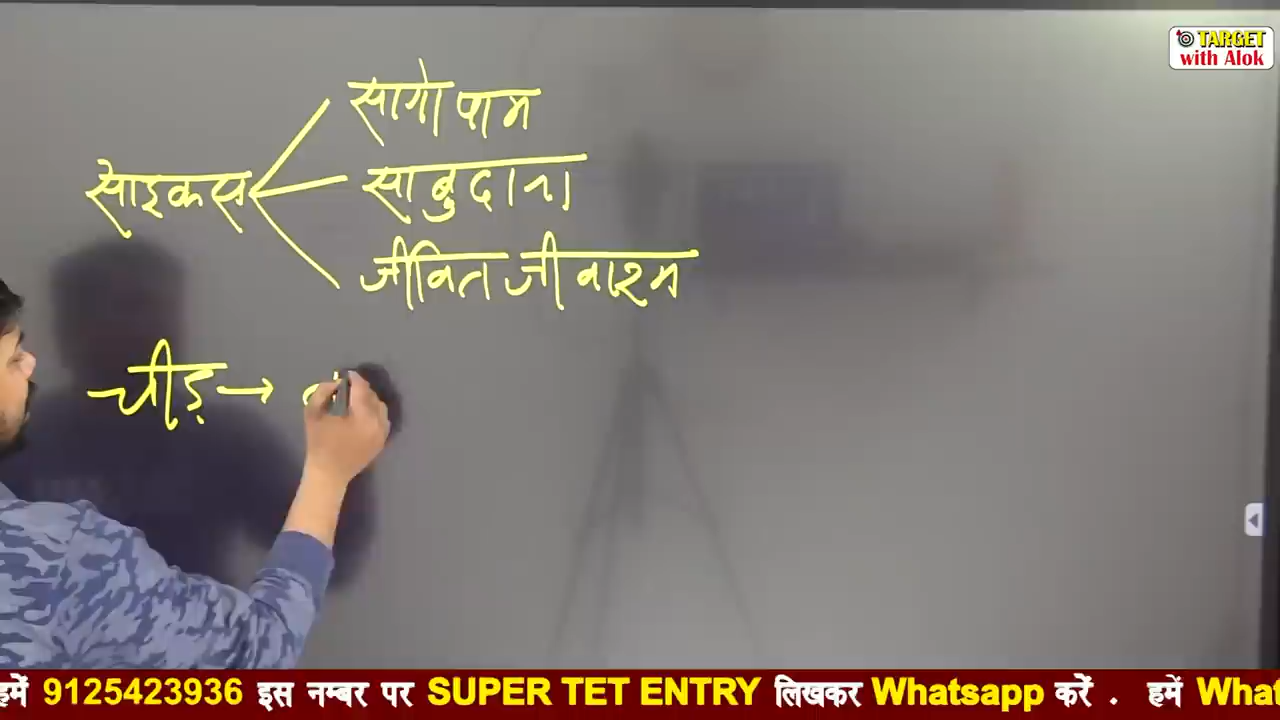 TARGET
with Alok
सागो पाम
साइकस
साबुदाना
जीवित जीवाश्म
चीड़ →
हमें 9125423936 इस नम्बर पर SUPER TET ENTRY लिखकर Whatsapp करें . हमें What